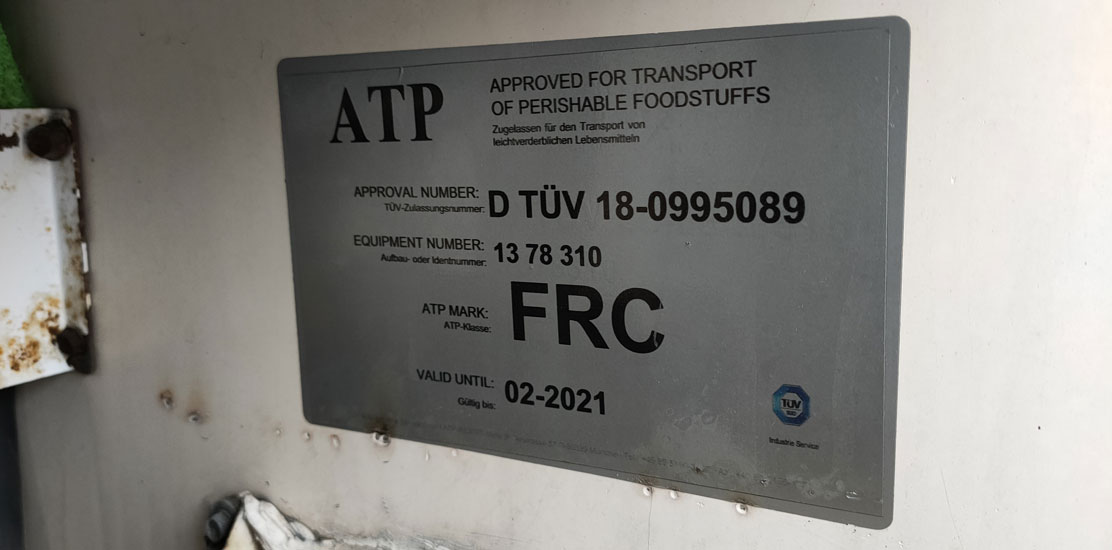 ATP
APPROVED FOR TRANSPORT
OF PERISHABLE FOODSTUFFS
Zugelassen für den Transport von
leichtverderblichen Lebensmitteln
APPROVAL NUMBER: D TÜV 18-0995089
TÜV-Zulassungsnummer:
EQUIPMENT NUMBER: 13 78 310
Aufbau- oder Identnummer:
ATP MARK: FRC
ATP-Klasse:
VALID UNTIL: 02-2021
Gültig bis:
TÜV
SÜD
Industrie Service